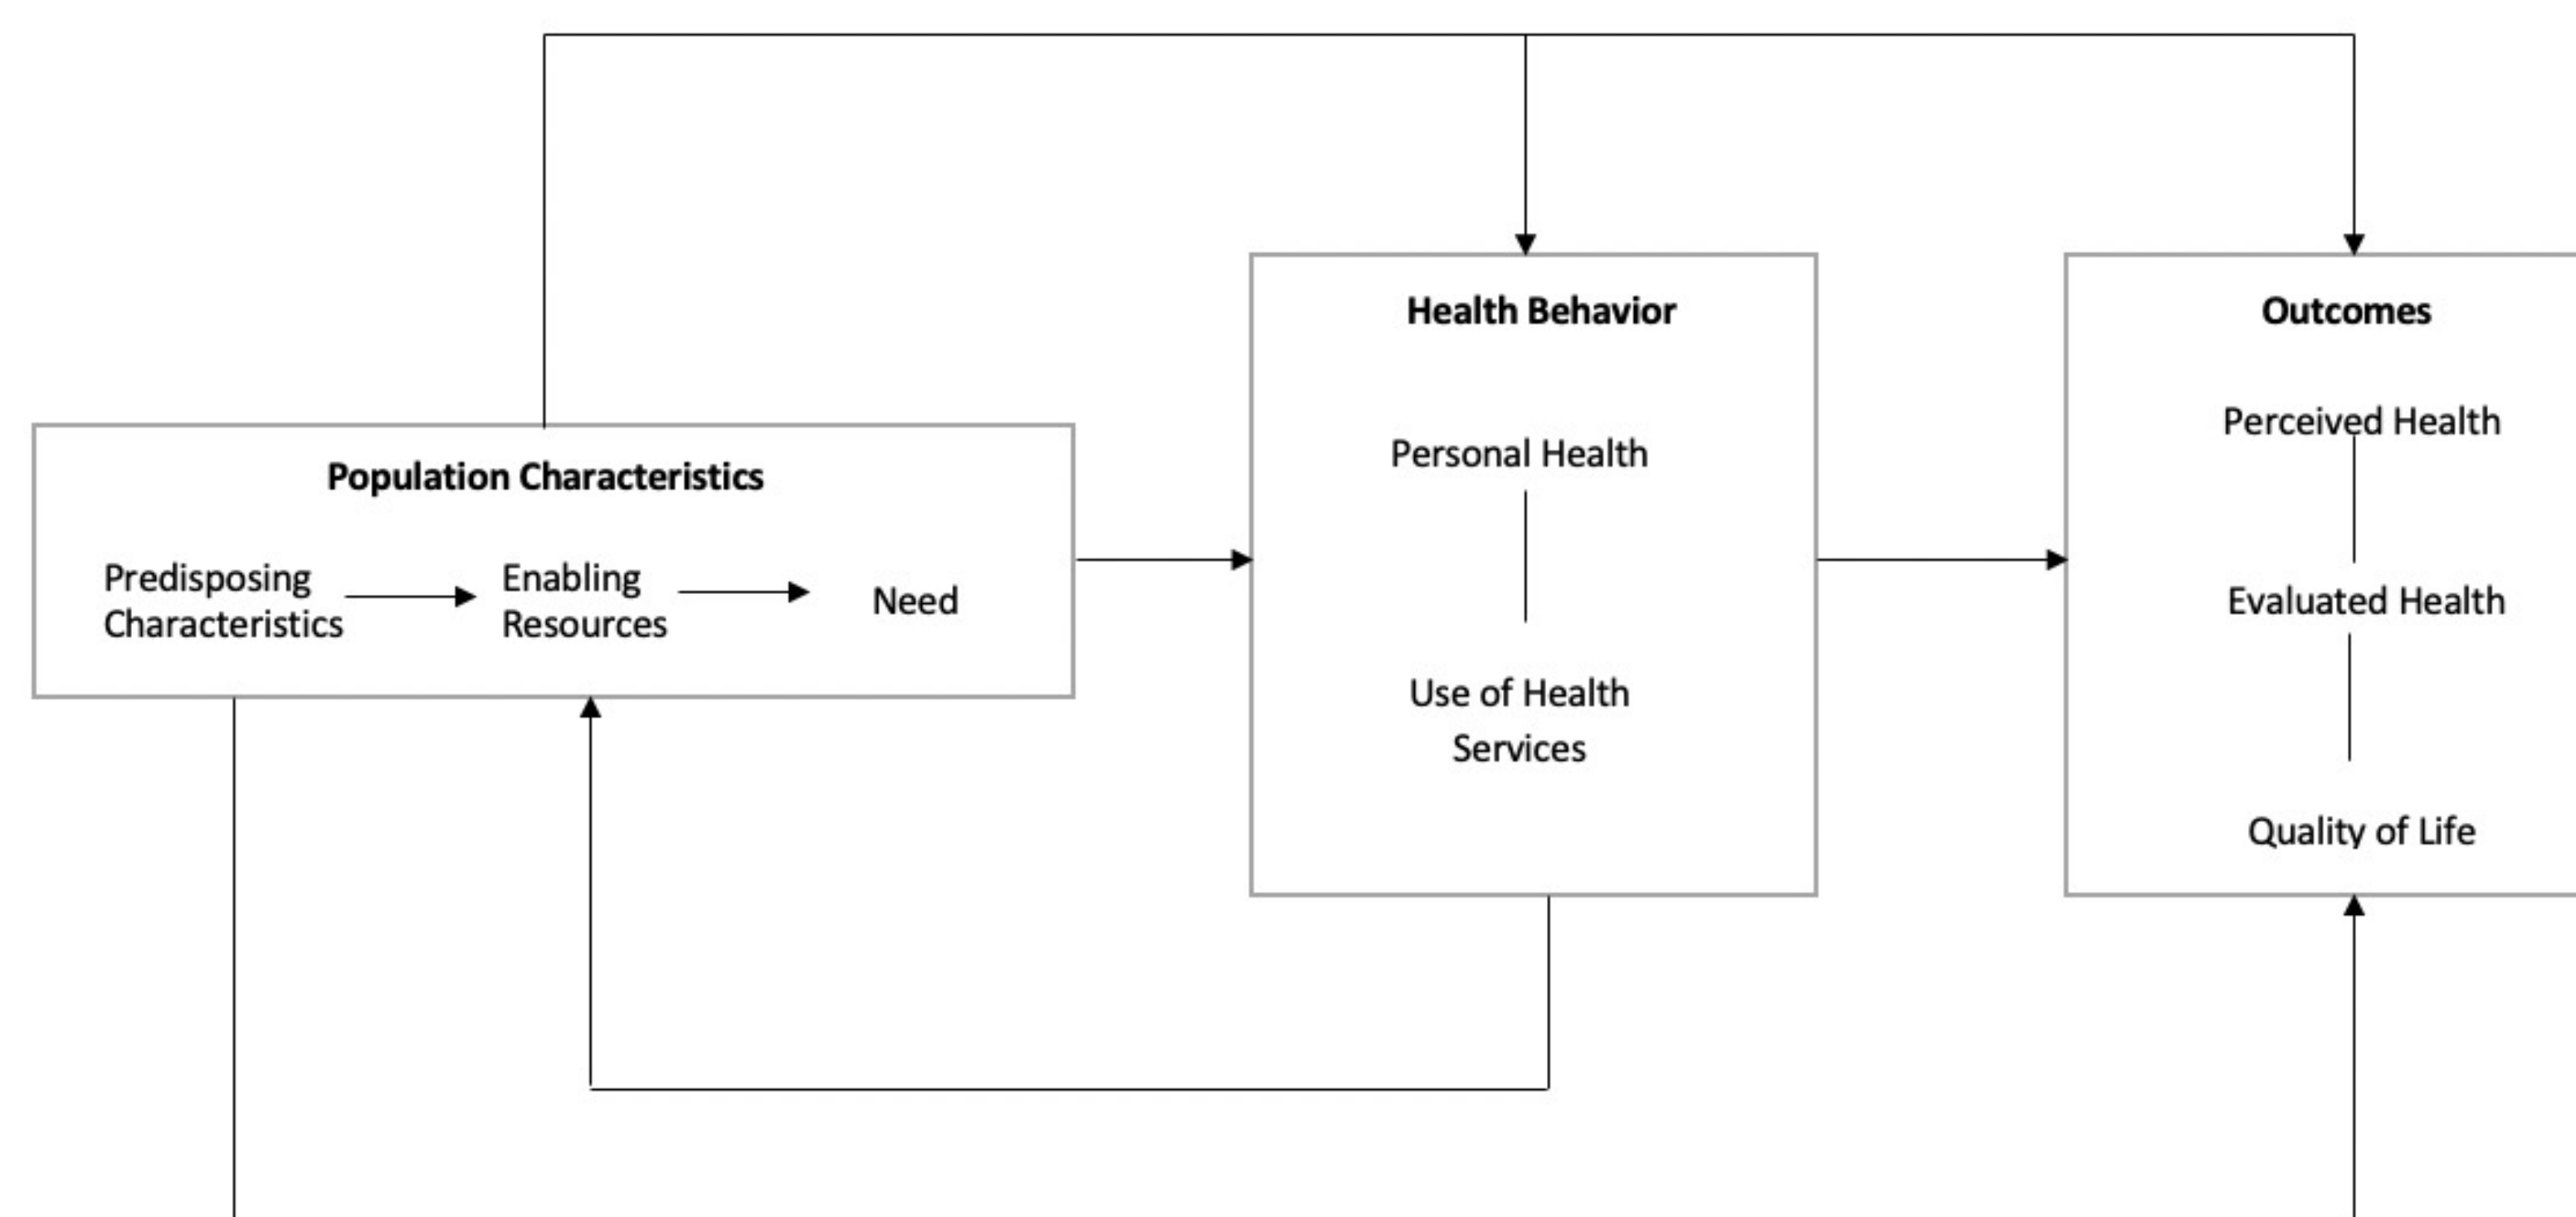 Population Characteristics
Predisposing
Characteristics
Enabling
Resources
Need
Health Behavior
Personal Health
Use of Health
Services
Outcomes
Perceived Health
Evaluated Health
Quality of Life